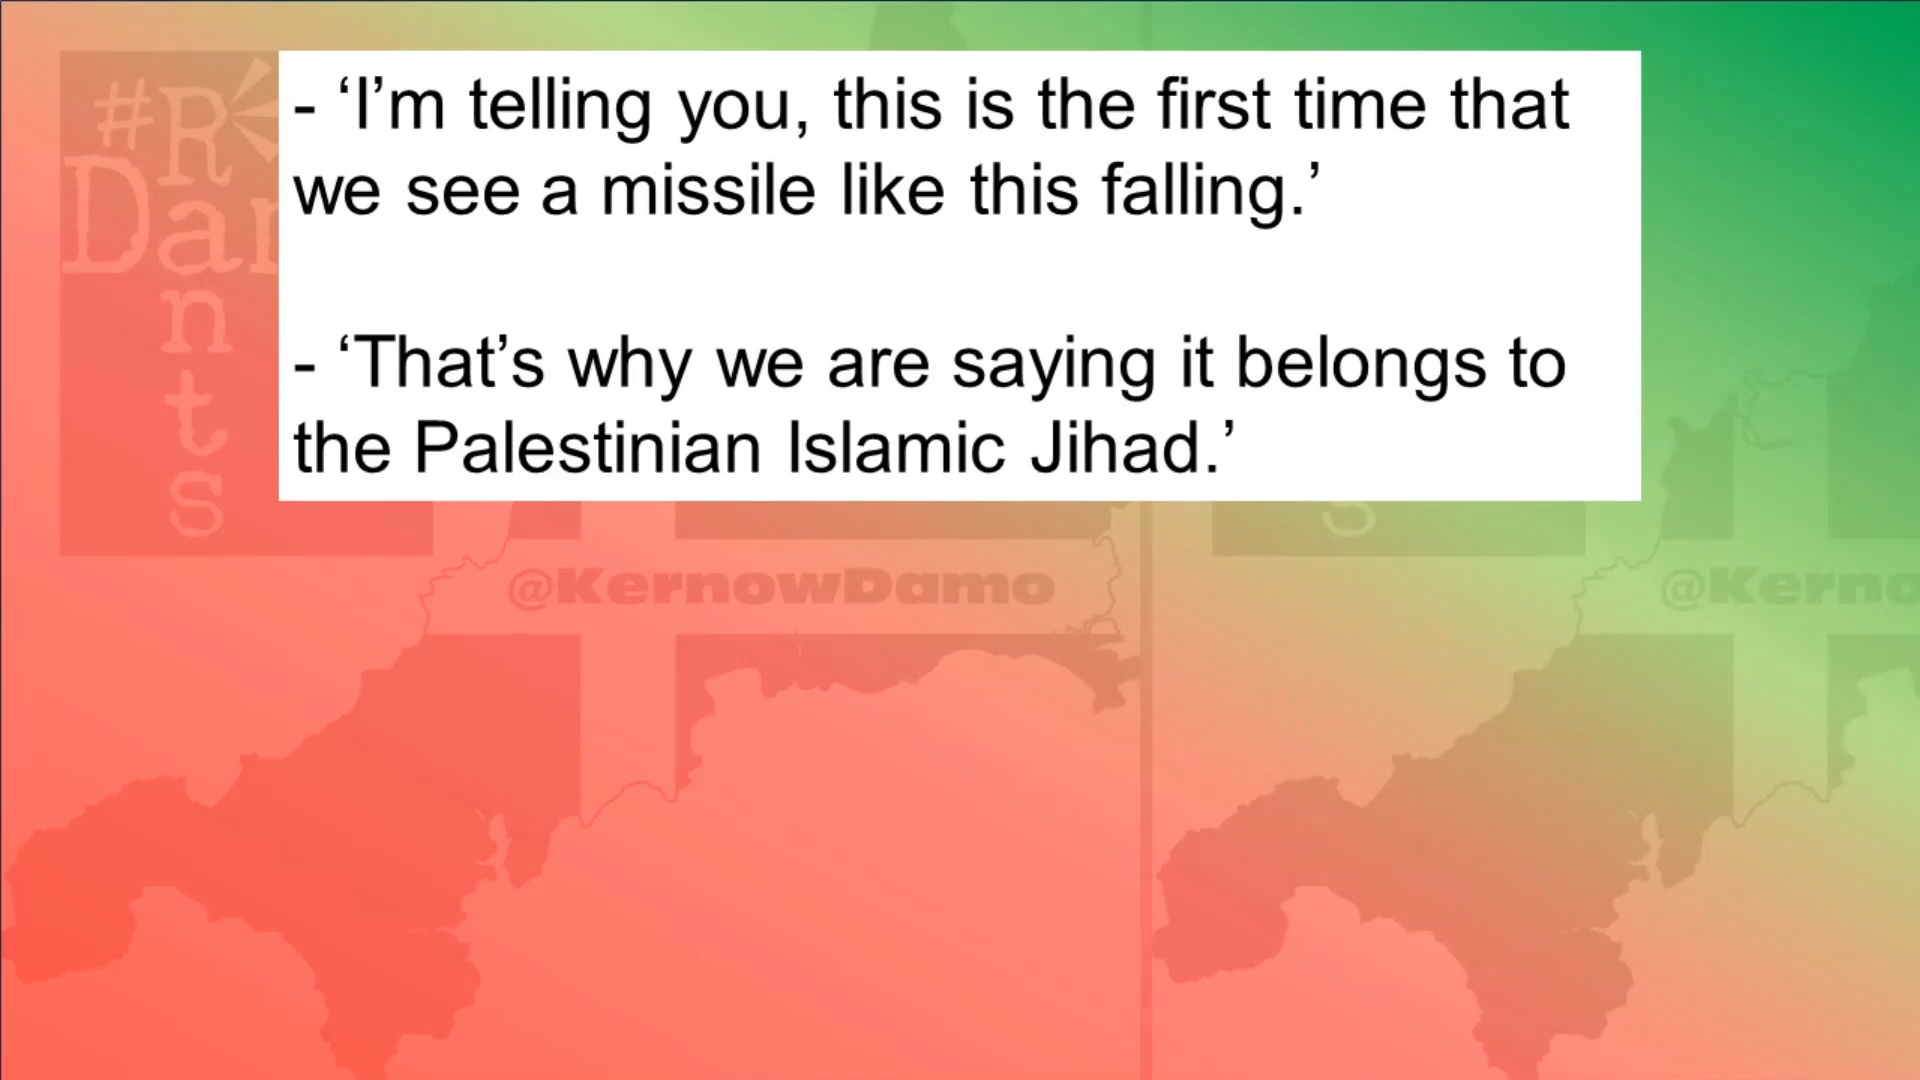 #R
Dar
n
t
s
- ‘I’m telling you, this is the first time that
we see a missile like this falling.’
- ‘That’s why we are saying it belongs to
the Palestinian Islamic Jihad.’
s
@KernowDamo
@Kerno